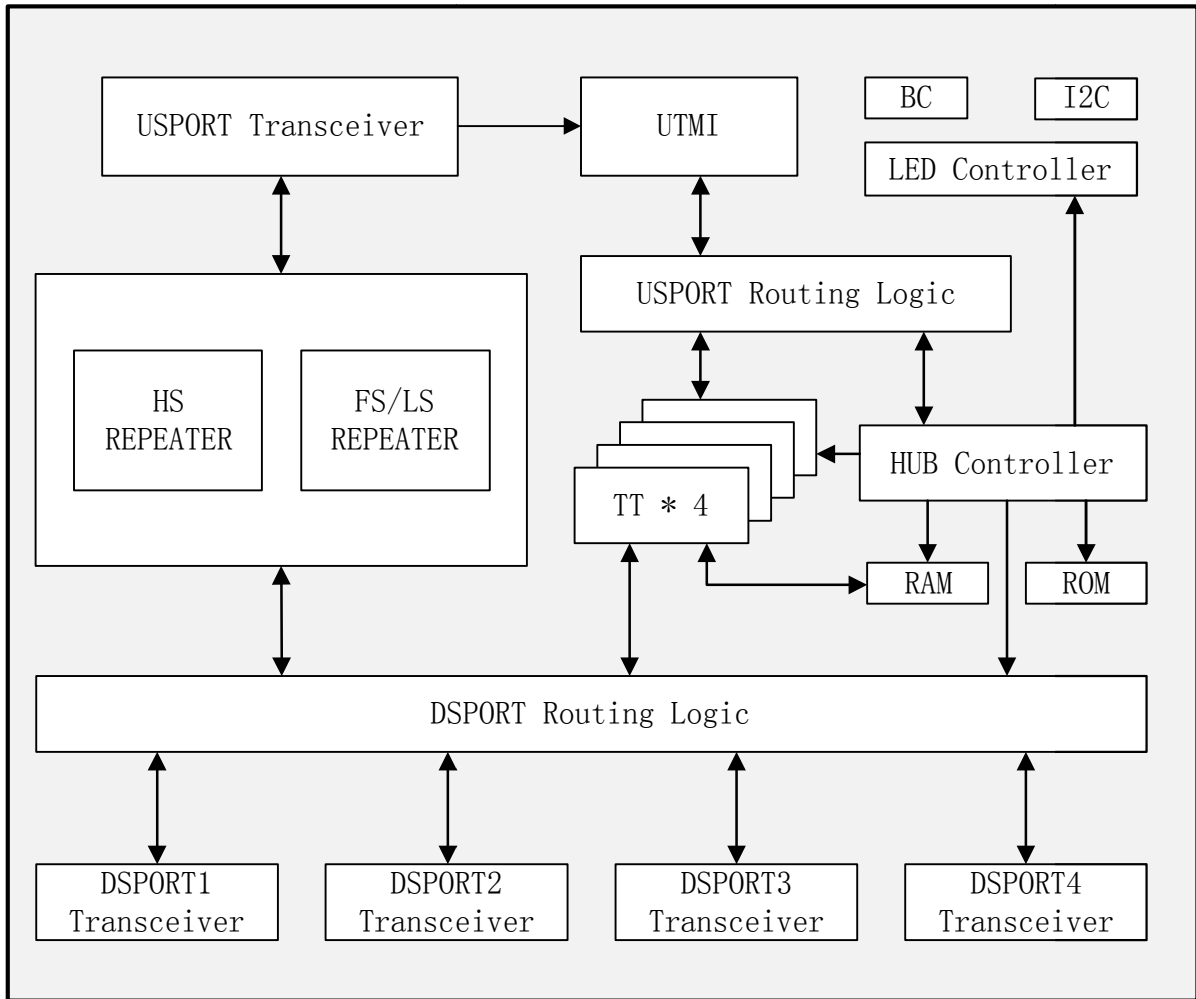 USPORT Transceiver
UTMI
BC
I2C
LED Controller
USPORT Routing Logic
HS
REPEATER
FS/LS
REPEATER
HUB Controller
TT * 4
RAM
ROM
DSPORT Routing Logic
DSPORT1
Transceiver
DSPORT2
Transceiver
DSPORT3
Transceiver
DSPORT4
Transceiver